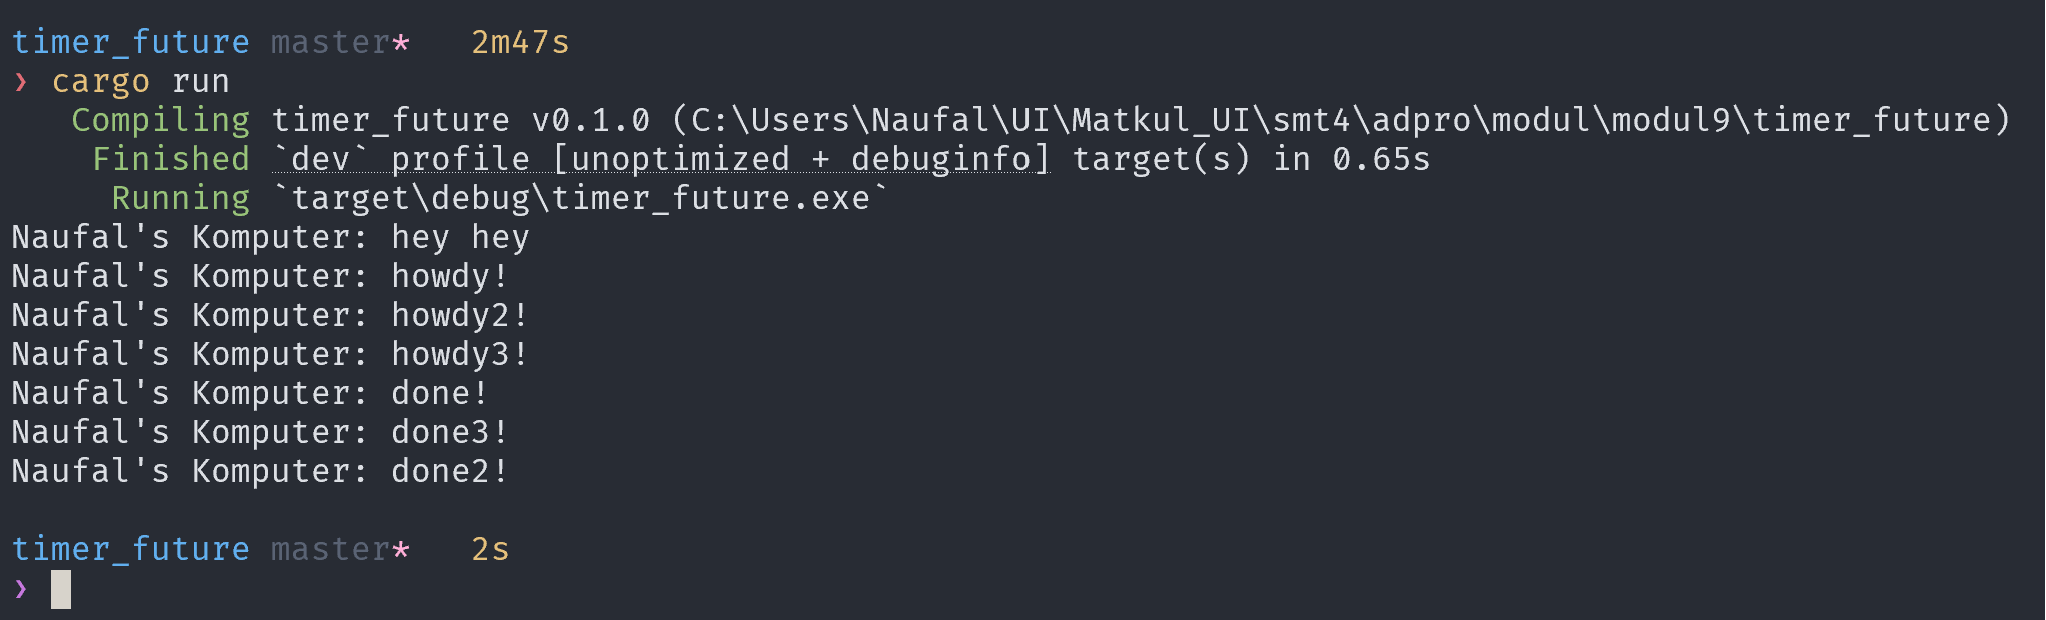 timer_future master* 2m47s
❯ cargo run
Compiling timer_future v0.1.0 (C:\Users\Naufal\UI\Matkul_UI\smt4\adpro\modul\modul9\timer_future)
Finished `dev` profile [unoptimized + debuginfo] target(s) in 0.65s
Running `target\debug\timer_future.exe`
Naufal's Komputer: hey hey
Naufal's Komputer: howdy!
Naufal's Komputer: howdy2!
Naufal's Komputer: howdy3!
Naufal's Komputer: done!
Naufal's Komputer: done3!
Naufal's Komputer: done2!
timer_future master* 2s
❯